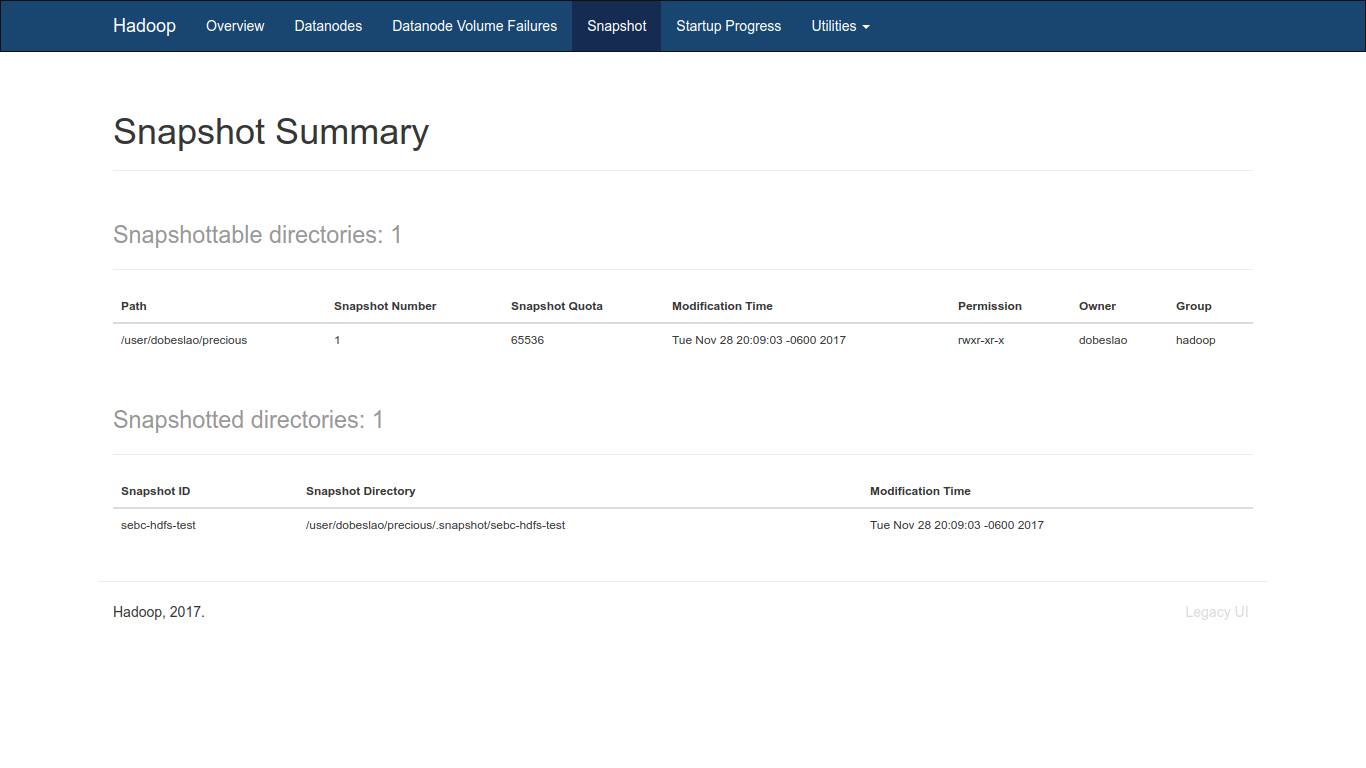 Hadoop Overview Datanodes Datanode Volume Failures Snapshot Startup Progress Utilities
Snapshot Summary
Snapshottable directories: 1
Path Snapshot Number Snapshot Quota Modification Time Permission Owner Group
/user/dobeslao/precious 1 65536 Tue Nov 28 20:09:03 -0600 2017 rwxr-xr-x dobeslao hadoop
Snapshotted directories: 1
Snapshot ID Snapshot Directory Modification Time
sebc-hdfs-test /user/dobeslao/precious/.snapshot/sebc-hdfs-test Tue Nov 28 20:09:03 -0600 2017
Hadoop, 2017. Legacy UI